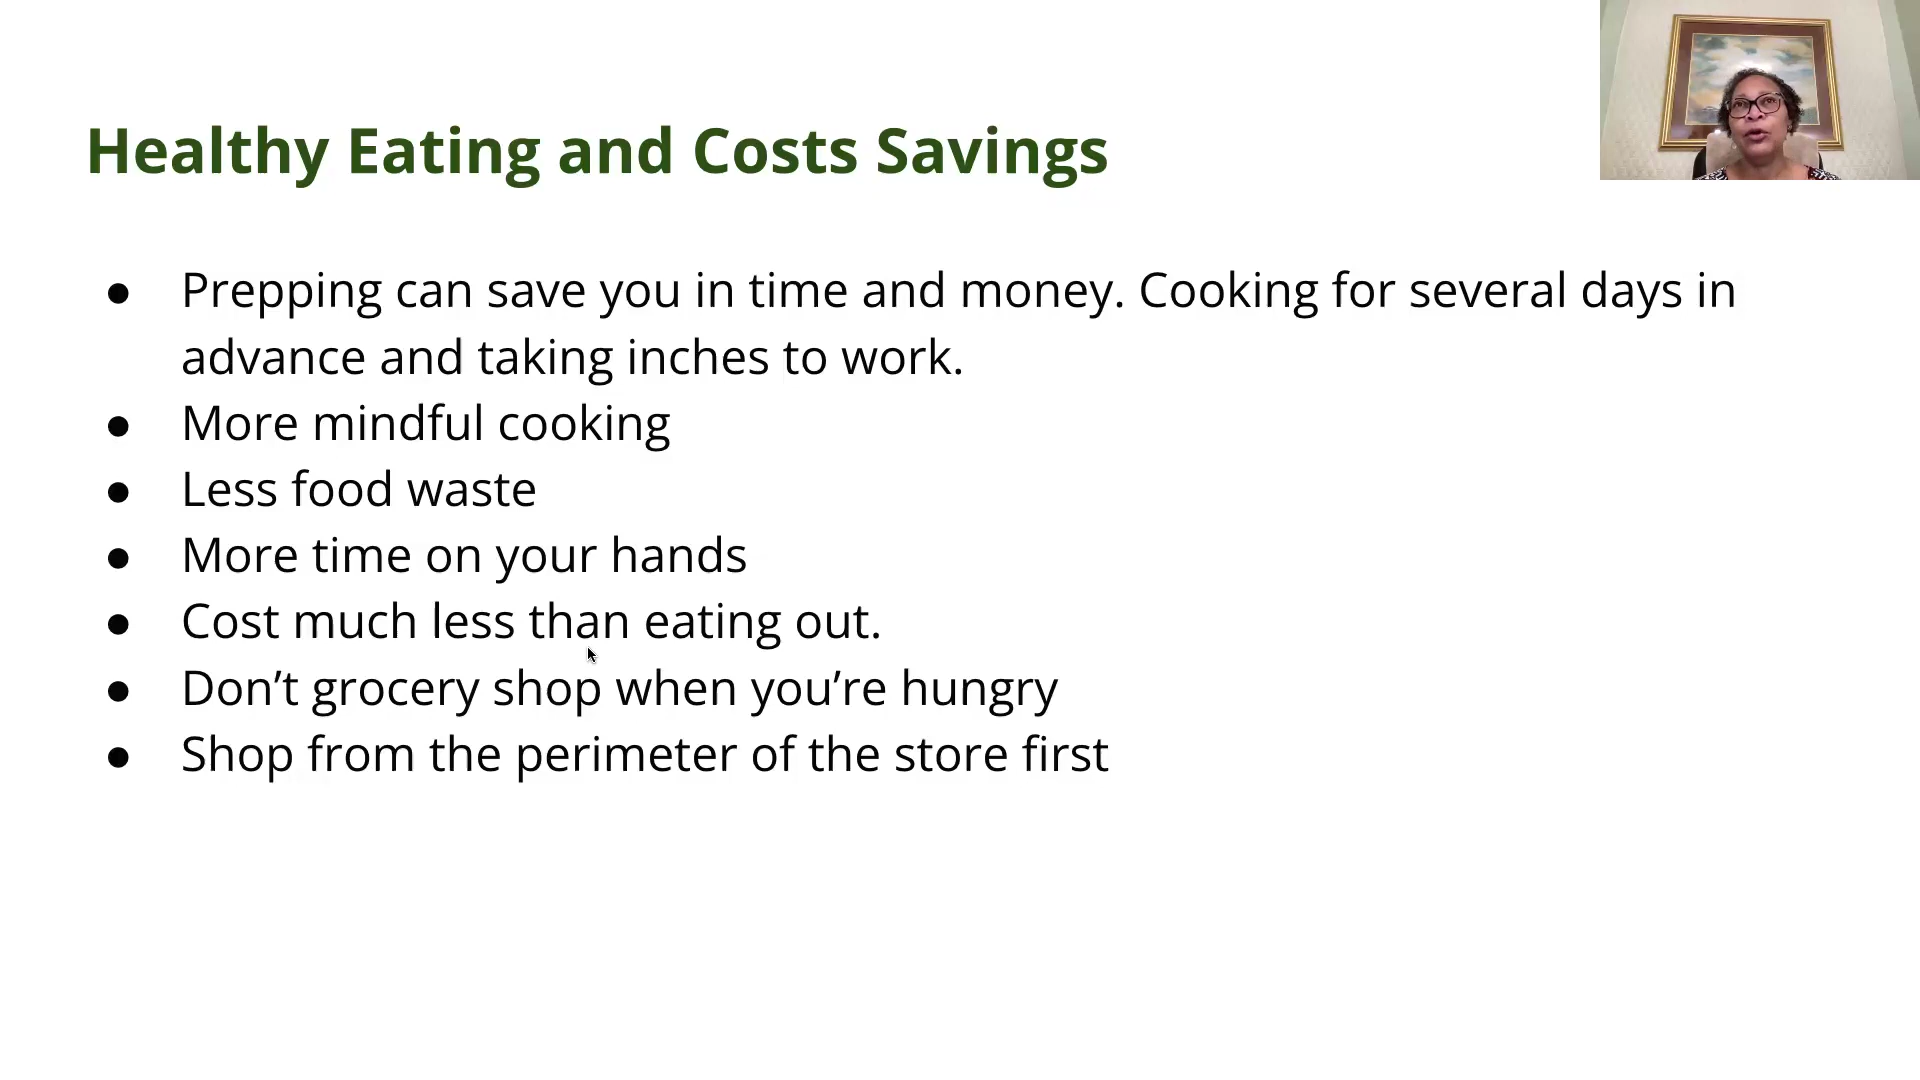 Healthy Eating and Costs Savings
● Prepping can save you in time and money. Cooking for several days in
advance and taking inches to work.
● More mindful cooking
● Less food waste
● More time on your hands
● Cost much less than eating out.
● Don’t grocery shop when you’re hungry
● Shop from the perimeter of the store first